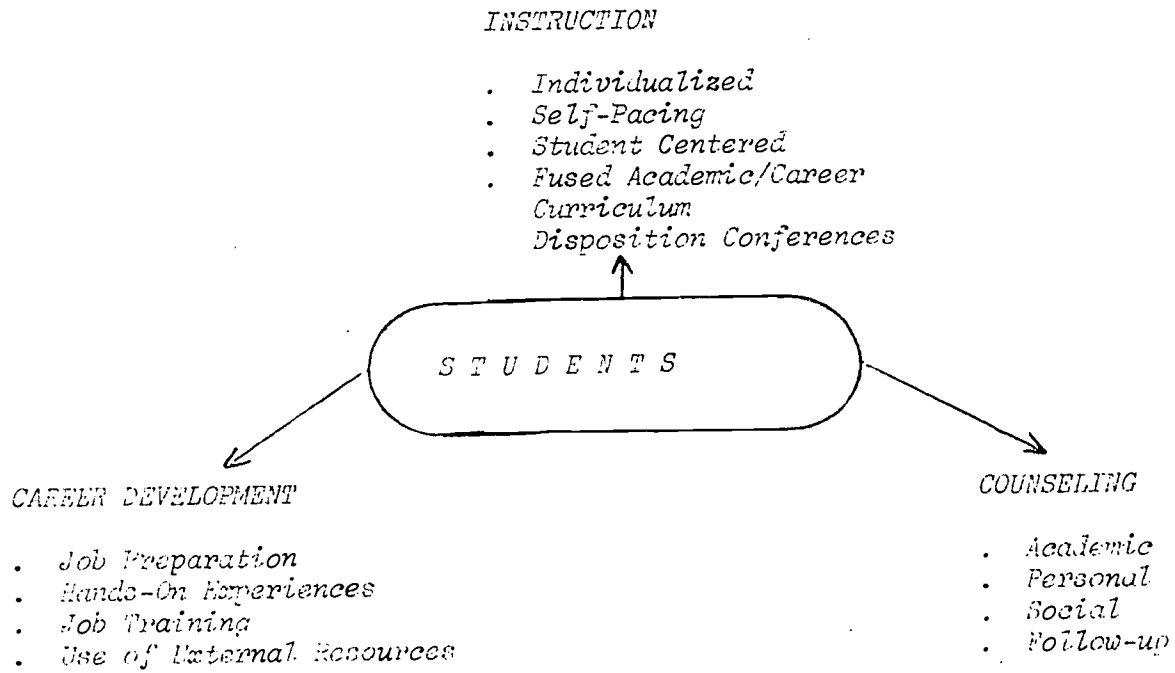 INSTRUCTION
. Individualized
. Self-Pacing
. Student Centered
. Fused Academic/Career
Curriculum
Disposition Conferences
S T U D E N T S
CAREER DEVELOPMENT
. Job Preparation
. Hands-On Experiences
. Job Training
. Use of External Resources
COUNSELING
. Academic
. Personal
. Social
. Follow-up